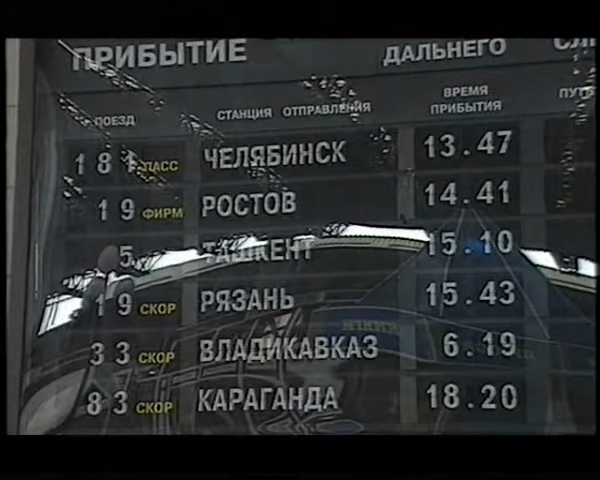 ПРИБЫТИЕ ДАЛЬНЕГО
ПОЕЗД СТАНЦИЯ ОТПРАВЛЕНИЯ ВРЕМЯ ПРИБЫТИЯ
181 ПАСС ЧЕЛЯБИНСК 13.47
19 ФИРМ РОСТОВ 14.41
5 ТАШКЕНТ 15.10
19 СКОР РЯЗАНЬ 15.43
33 СКОР ВЛАДИКАВКАЗ 6.19
83 СКОР КАРАГАНДА 18.20